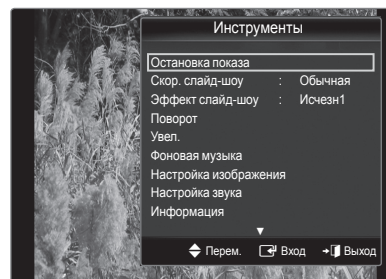 Инструменты
Остановка показа
Скор. слайд-шоу : Обычная
Эффект слайд-шоу : Исчезн1
Поворот
Увел.
Фоновая музыка
Настройка изображения
Настройка звука
Информация
Перем. Вход Выход